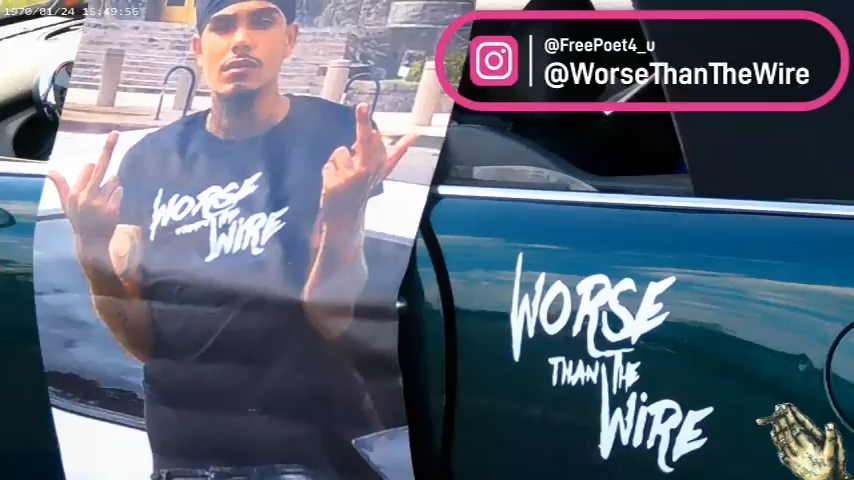 1970/01/24 15:49:56
@FreePoet4_u
@WorseThanTheWire
WORSE
THAN THE
WiRE
WORSE
THAN THE
WiRE